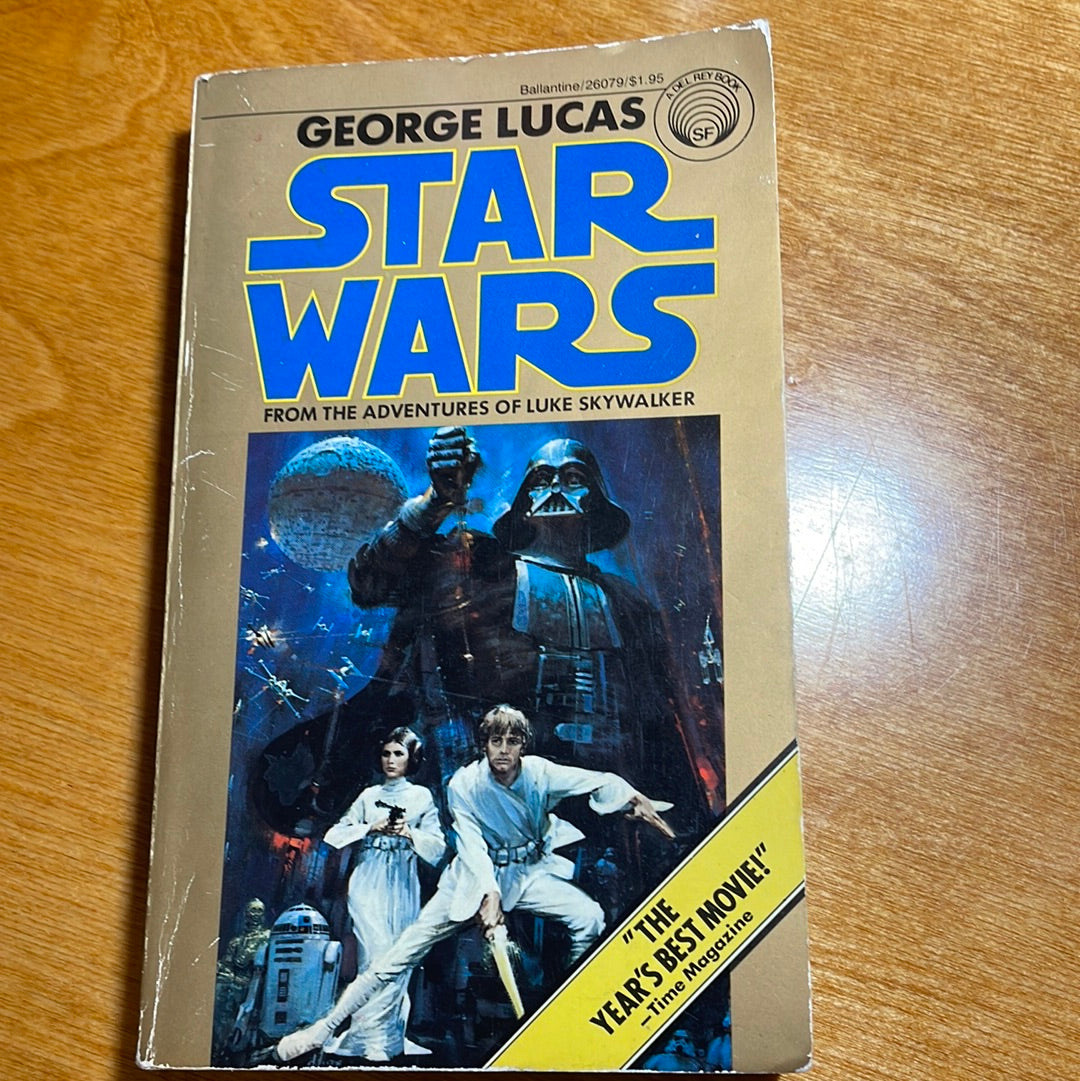 Ballantine/26079/$1.95
A DEL REY BOOK
SF
GEORGE LUCAS
STAR
WARS
FROM THE ADVENTURES OF LUKE SKYWALKER
"THE
YEAR'S BEST MOVIE!"
—Time Magazine